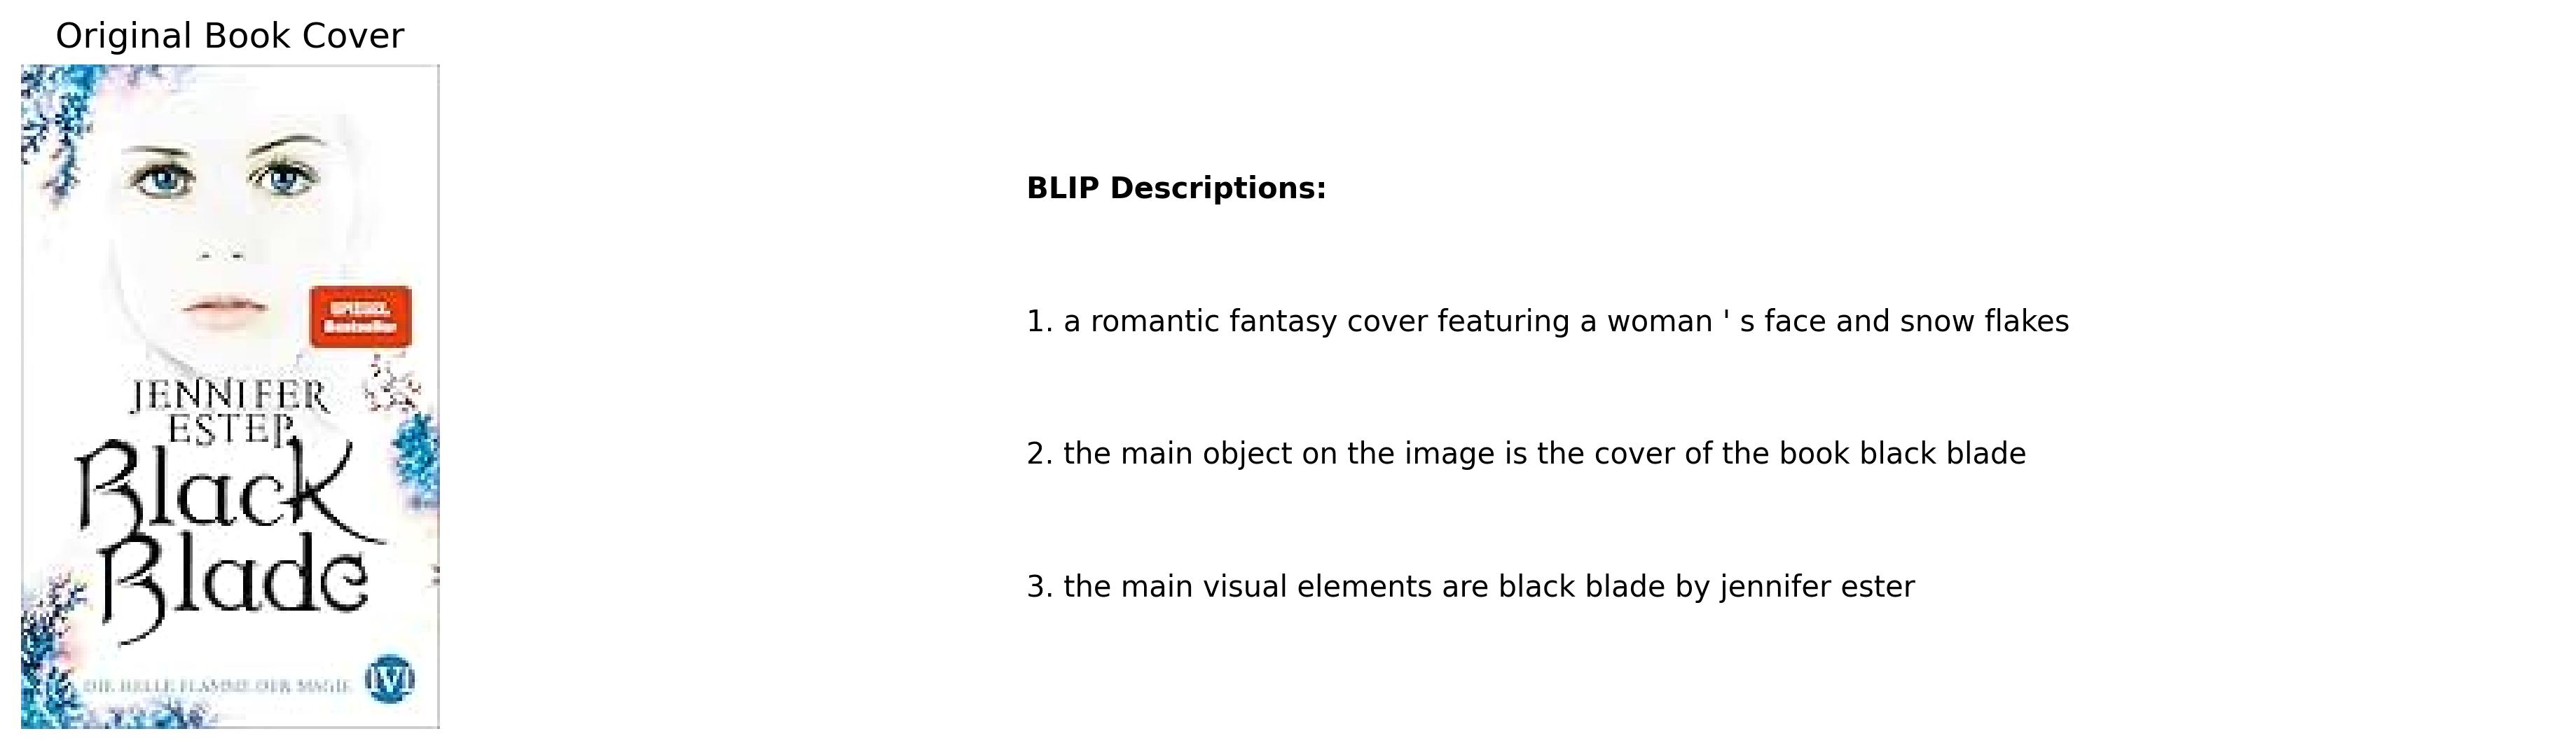 Original Book Cover
SPIEGEL
Bestseller
JENNIFER
ESTEP
Black
Blade
DIE HELLE FLAMME DER MAGIE
IVI
BLIP Descriptions:
1. a romantic fantasy cover featuring a woman ' s face and snow flakes
2. the main object on the image is the cover of the book black blade
3. the main visual elements are black blade by jennifer ester